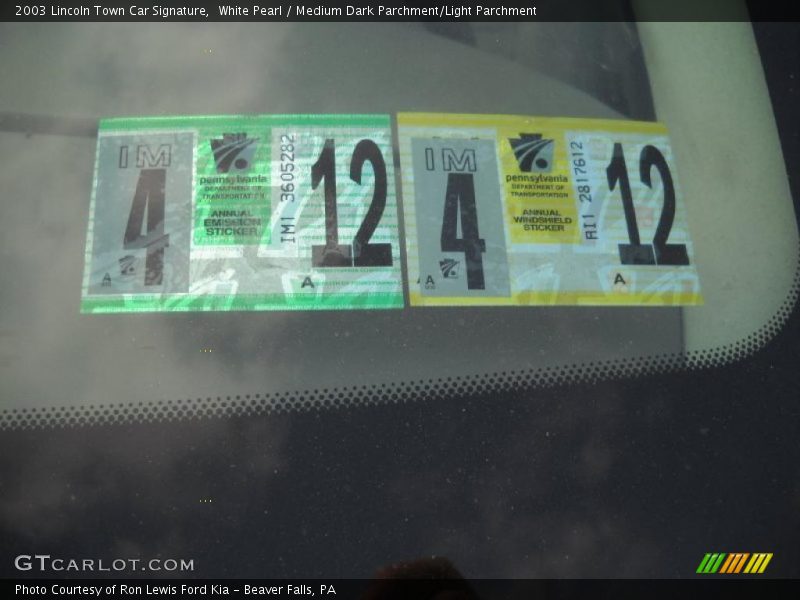 2003 Lincoln Town Car Signature,  White Pearl / Medium Dark Parchment/Light Parchment
IM
4
A
pennsylvania
DEPARTMENT OF
TRANSPORTATION
ANNUAL
EMISSION
STICKER
IM1 3605282
12
A
IM
4
A
pennsylvania
DEPARTMENT OF
TRANSPORTATION
ANNUAL
WINDSHIELD
STICKER
AI1 2817612
12
A
GTCARLOT.COM
Photo Courtesy of Ron Lewis Ford Kia - Beaver Falls, PA